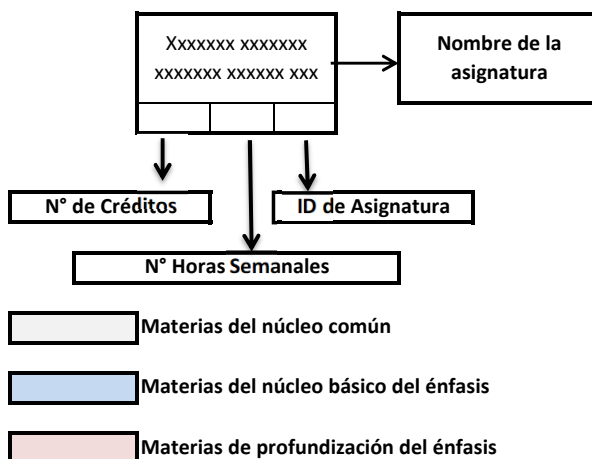 Xxxxxxx xxxxxxx
xxxxxxx xxxxxx xxx
Nombre de la
asignatura
N° de Créditos
ID de Asignatura
N° Horas Semanales
Materias del núcleo común
Materias del núcleo básico del énfasis
Materias de profundización del énfasis